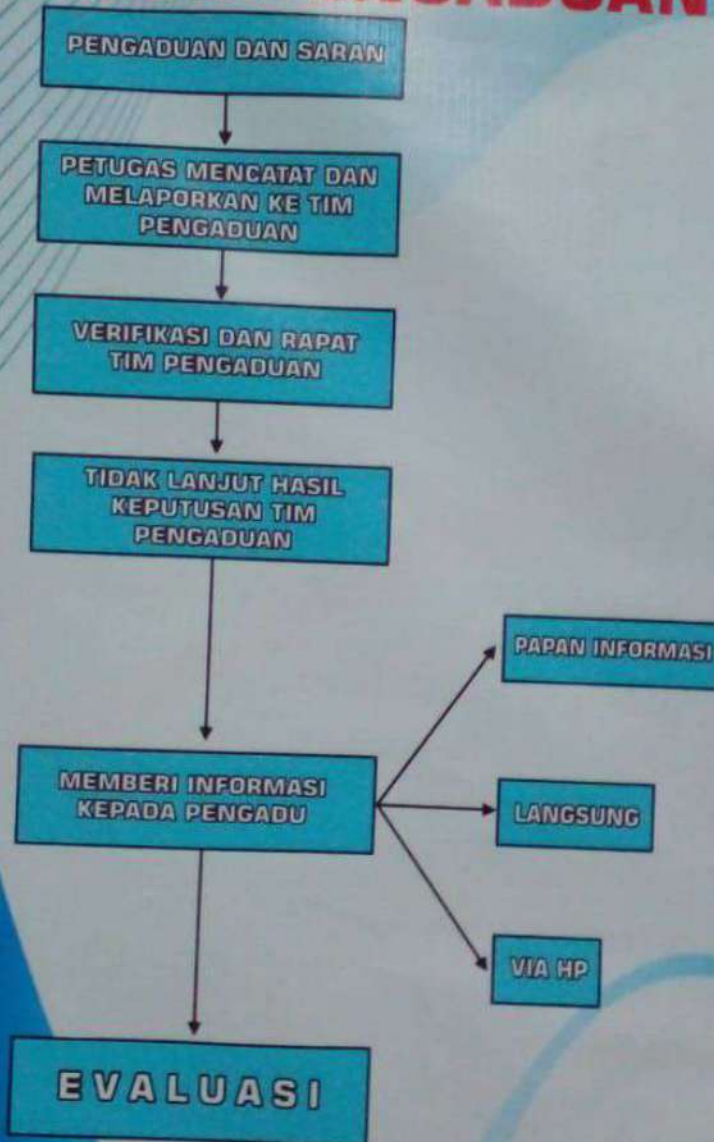 PENGADUAN DAN SARAN
PETUGAS MENCATAT DAN
MELAPORKAN KE TIM
PENGADUAN
VERIFIKASI DAN RAPAT
TIM PENGADUAN
TIDAK LANJUT HASIL
KEPUTUSAN TIM
PENGADUAN
PAPAN INFORMASI
MEMBERI INFORMASI
KEPADA PENGADU
LANGSUNG
VIA HP
EVALUASI